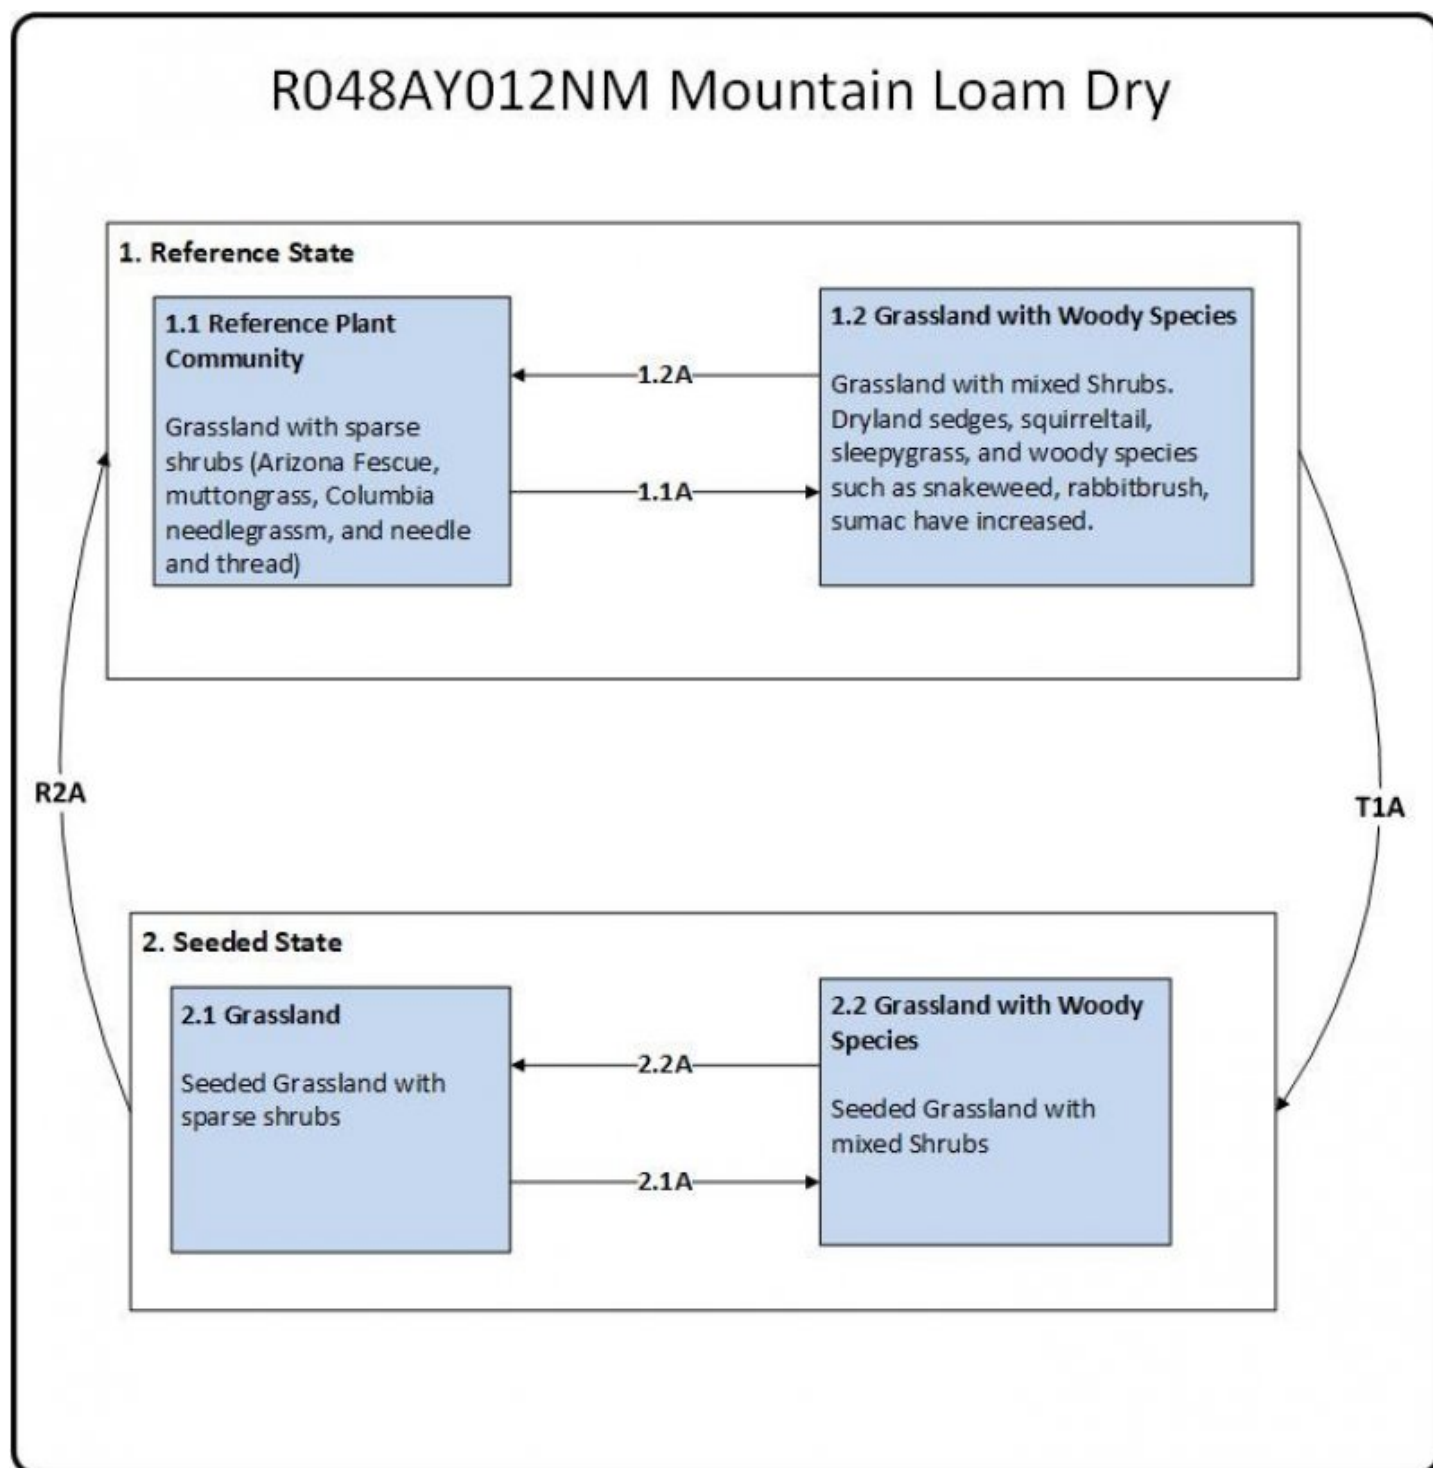 R048AY012NM Mountain Loam Dry
1. Reference State
1.1 Reference Plant
Community
Grassland with sparse
shrubs (Arizona Fescue,
muttongrass, Columbia
needlegrassm, and needle
and thread)
1.2A
1.1A
1.2 Grassland with Woody Species
Grassland with mixed Shrubs.
Dryland sedges, squirreltail,
sleepygrass, and woody species
such as snakeweed, rabbitbrush,
sumac have increased.
R2A
T1A
2. Seeded State
2.1 Grassland
Seeded Grassland with
sparse shrubs
2.2A
2.1A
2.2 Grassland with Woody
Species
Seeded Grassland with
mixed Shrubs